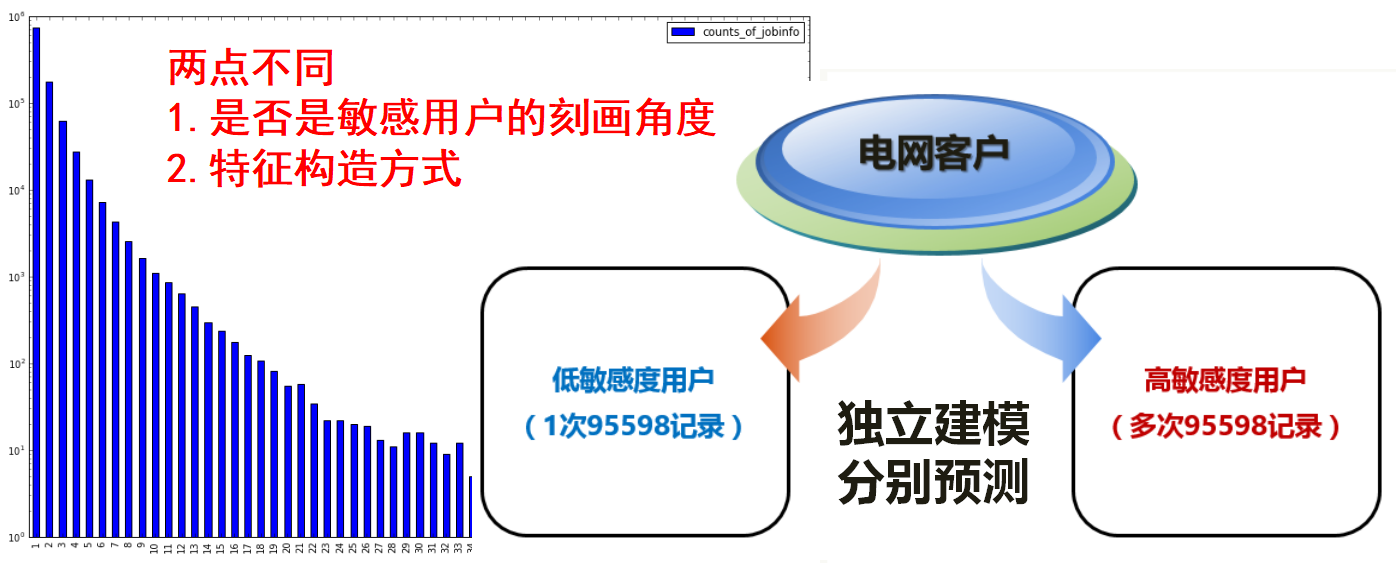 counts_of_jobinfo
两点不同
1.是否是敏感用户的刻画角度
2.特征构造方式
10^6
10^5
10^4
10^3
10^2
10^1
10^0
1 2 3 4 5 6 7 8 9 10 11 12 13 14 15 16 17 18 19 20 21 22 23 24 25 26 27 28 29 30 31 32 33
电网客户
低敏感度用户
（1次95598记录）
独立建模
分别预测
高敏感度用户
（多次95598记录）